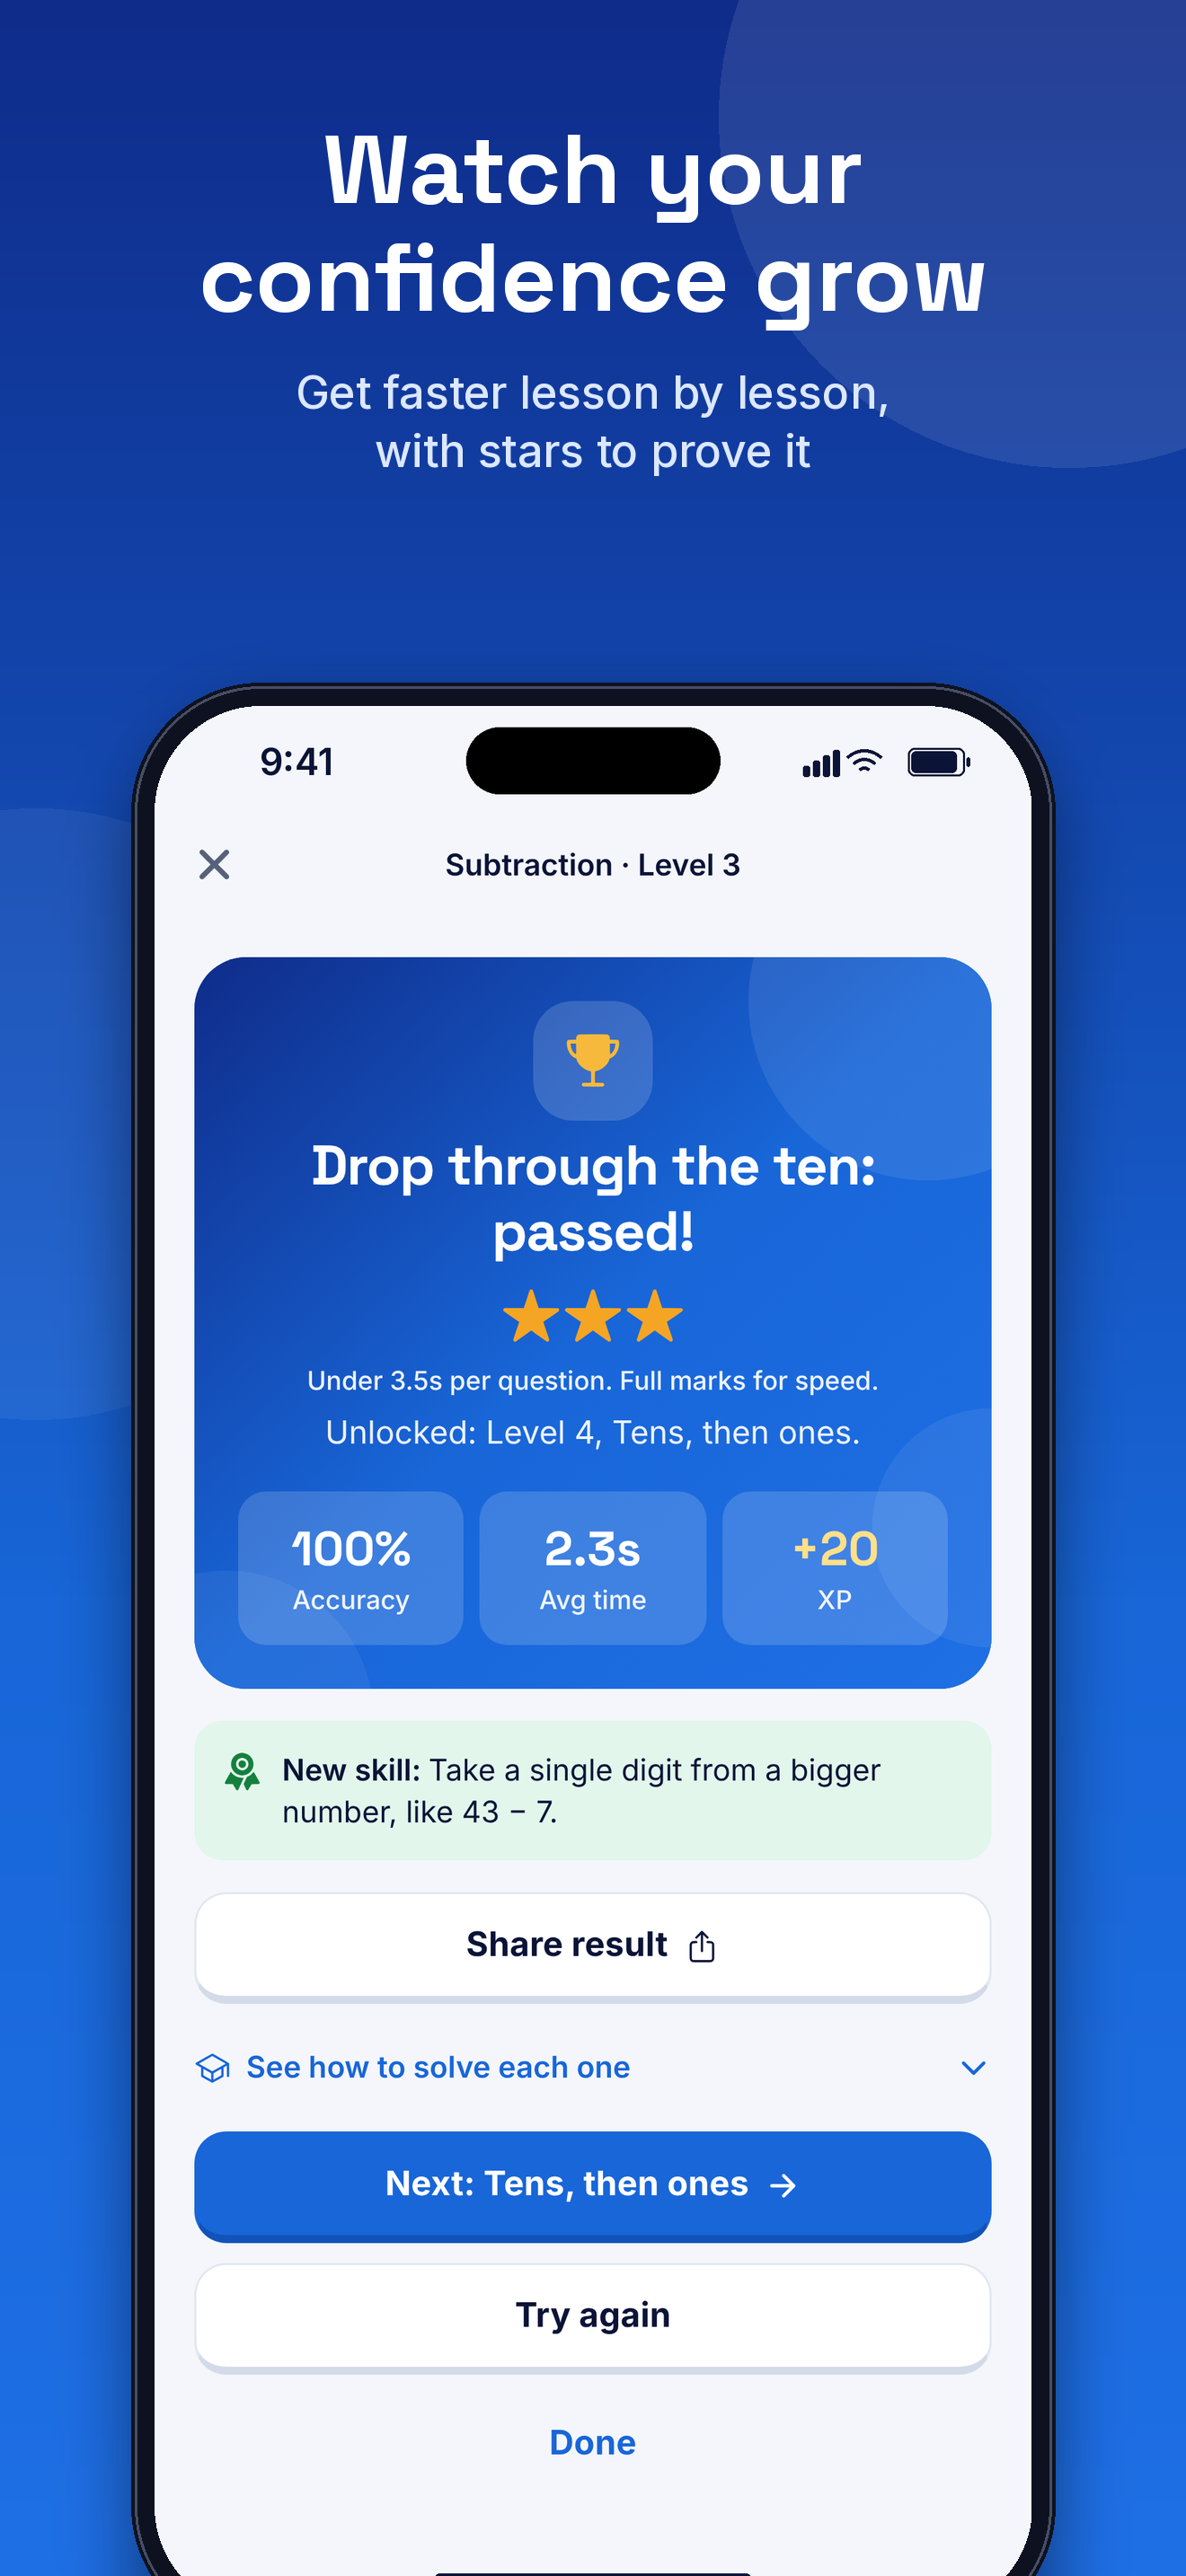 Watch your
confidence grow
Get faster lesson by lesson,
with stars to prove it
9:41
Subtraction · Level 3
Drop through the ten:
passed!
Under 3.5s per question. Full marks for speed.
Unlocked: Level 4, Tens, then ones.
100%
Accuracy
2.3s
Avg time
+20
XP
New skill: Take a single digit from a bigger
number, like 43 − 7.
Share result
See how to solve each one
Next: Tens, then ones →
Try again
Done